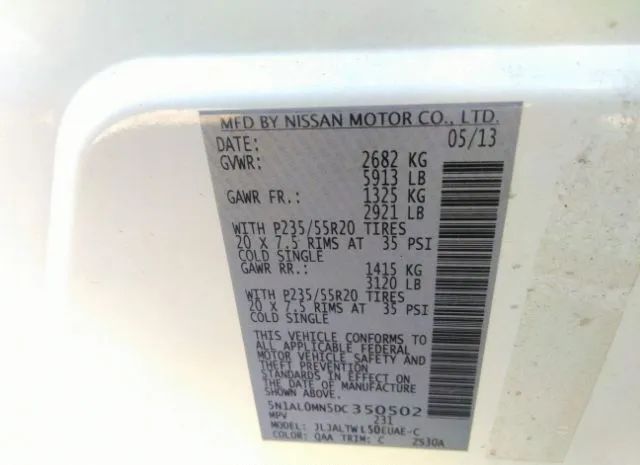 MFD BY NISSAN MOTOR CO., LTD.
DATE: 05/13
GVWR: 2682 KG
5913 LB
GAWR FR.: 1325 KG
2921 LB
WITH P235/55R20 TIRES
20 X 7.5 RIMS AT 35 PSI
COLD SINGLE
GAWR RR.: 1415 KG
3120 LB
WITH P235/55R20 TIRES
20 X 7.5 RIMS AT 35 PSI
COLD SINGLE
THIS VEHICLE CONFORMS TO
ALL APPLICABLE FEDERAL
MOTOR VEHICLE SAFETY AND
THEFT PREVENTION
STANDARDS IN EFFECT ON
THE DATE OF MANUFACTURE
SHOWN ABOVE.
5N1AL0MN5DC350502
MPV 231
MODEL: JLJALTWL50EUAE-C
COLOR: QAA TRIM: C 2530A